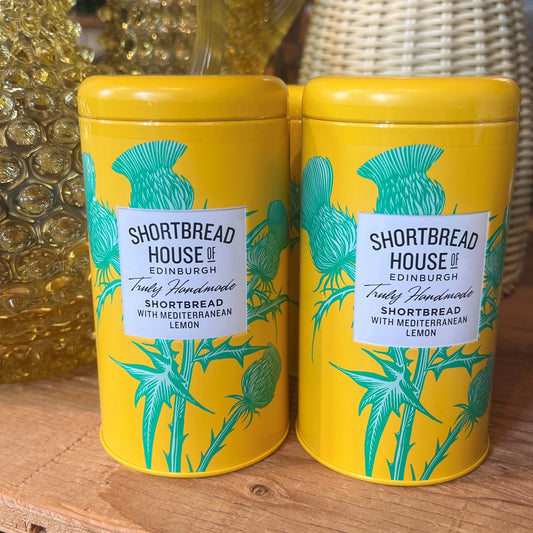 SHORTBREAD
HOUSE OF
EDINBURGH
Truly Handmade
SHORTBREAD
WITH MEDITERRANEAN
LEMON
SHORTBREAD
HOUSE OF
EDINBURGH
Truly Handmade
SHORTBREAD
WITH MEDITERRANEAN
LEMON